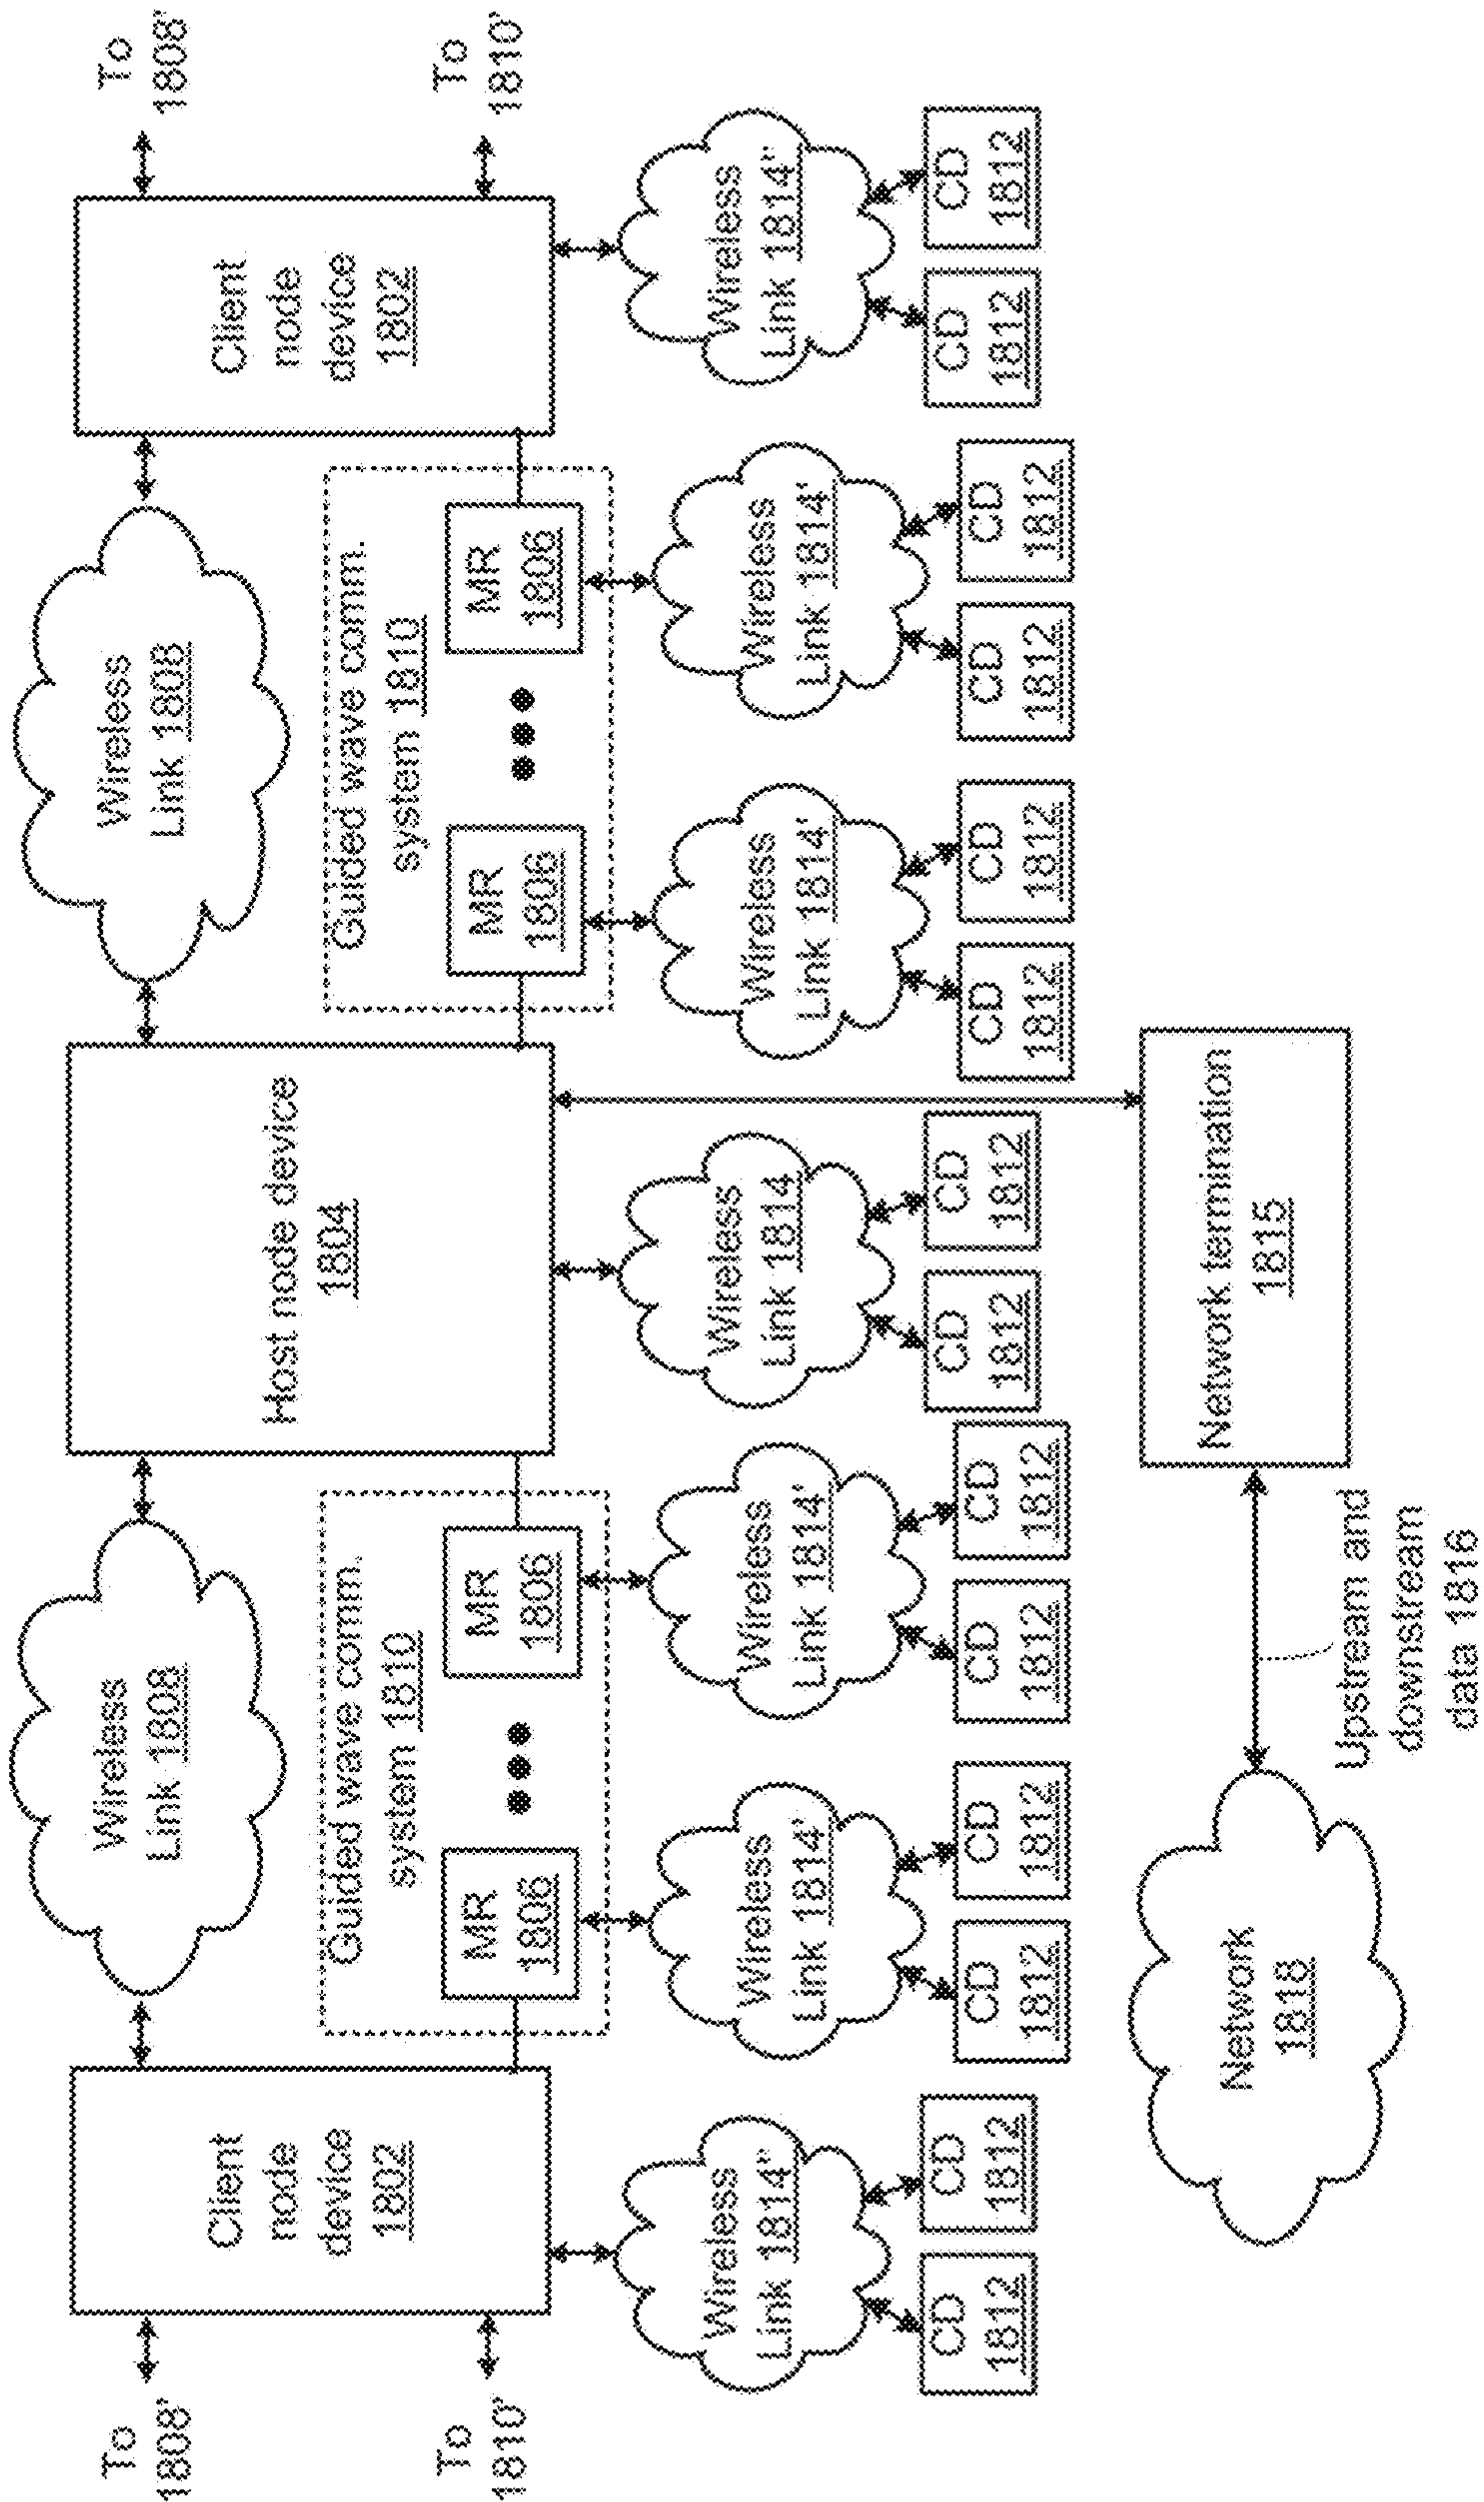 To
1808'
To
1810'
Client
node
device
1802
Wireless
Link 1808
Guided wave comm.
system 1810
MR
1806
MR
1806
Host node device
1804
Wireless
Link 1808
Guided wave comm.
system 1810
MR
1806
MR
1806
Client
node
device
1802
To
1808'
To
1810'
Wireless
Link 1814"
Wireless
Link 1814'
Wireless
Link 1814'
Wireless
Link 1814
Wireless
Link 1814'
Wireless
Link 1814'
Wireless
Link 1814"
CD
1812
CD
1812
CD
1812
CD
1812
CD
1812
CD
1812
CD
1812
CD
1812
CD
1812
CD
1812
CD
1812
CD
1812
CD
1812
CD
1812
Network
1818
Upstream and
downstream
data 1816
Network termination
1815